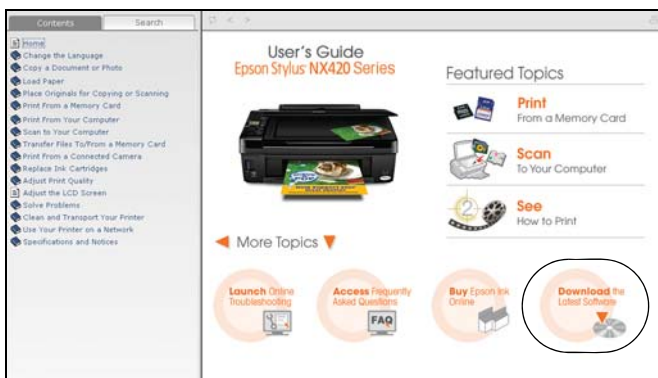 Contents
Search
Home
Change the Language
Copy a Document or Photo
Load Paper
Place Originals for Copying or Scanning
Print From a Memory Card
Print From Your Computer
Scan to Your Computer
Transfer Files To/From a Memory Card
Print From a Connected Camera
Replace Ink Cartridges
Adjust Print Quality
Adjust the LCD Screen
Solve Problems
Clean and Transport Your Printer
Use Your Printer on a Network
Specifications and Notices
User's Guide
Epson Stylus® NX420 Series
Featured Topics
Print
From a Memory Card
Scan
To Your Computer
See
How to Print
More Topics
Launch Online
Troubleshooting
Access Frequently
Asked Questions
FAQ
Buy Epson Ink
Online
Download the
Latest Software